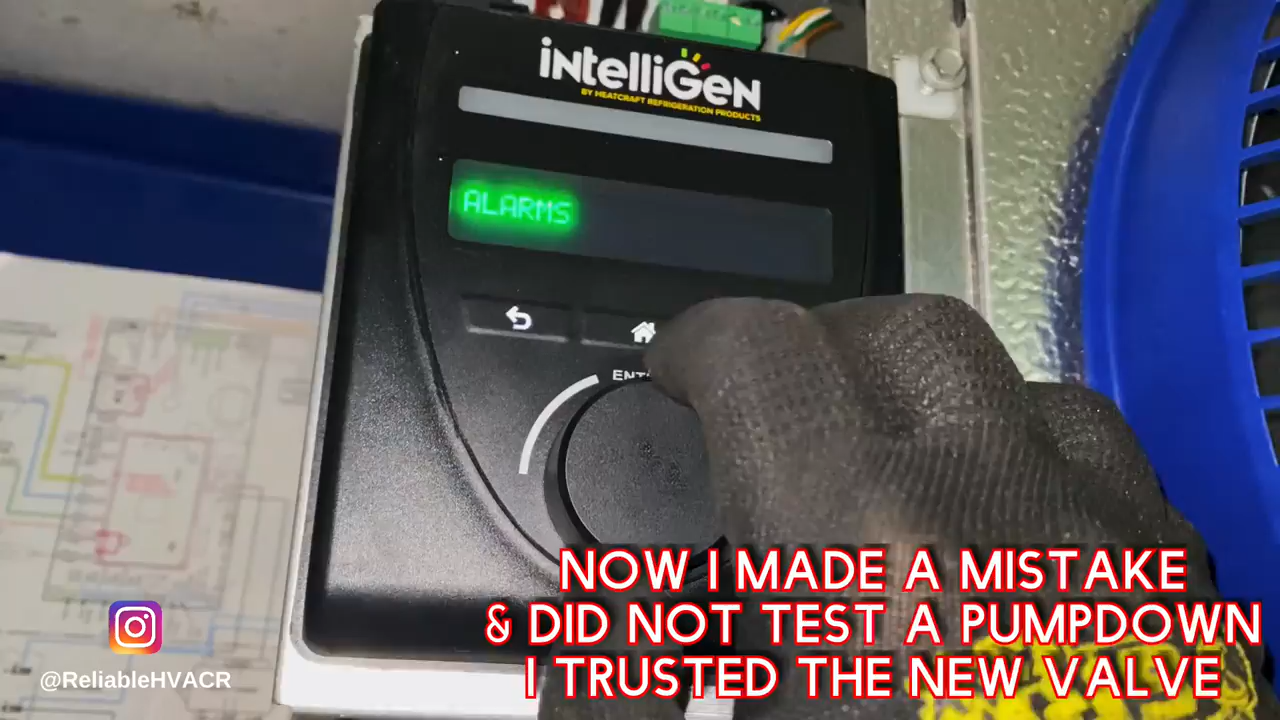 intelliGen
BY HEATCRAFT REFRIGERATION PRODUCTS
ALARMS
NOW I MADE A MISTAKE
& DID NOT TEST A PUMPDOWN
I TRUSTED THE NEW VALVE
@ReliableHVACR